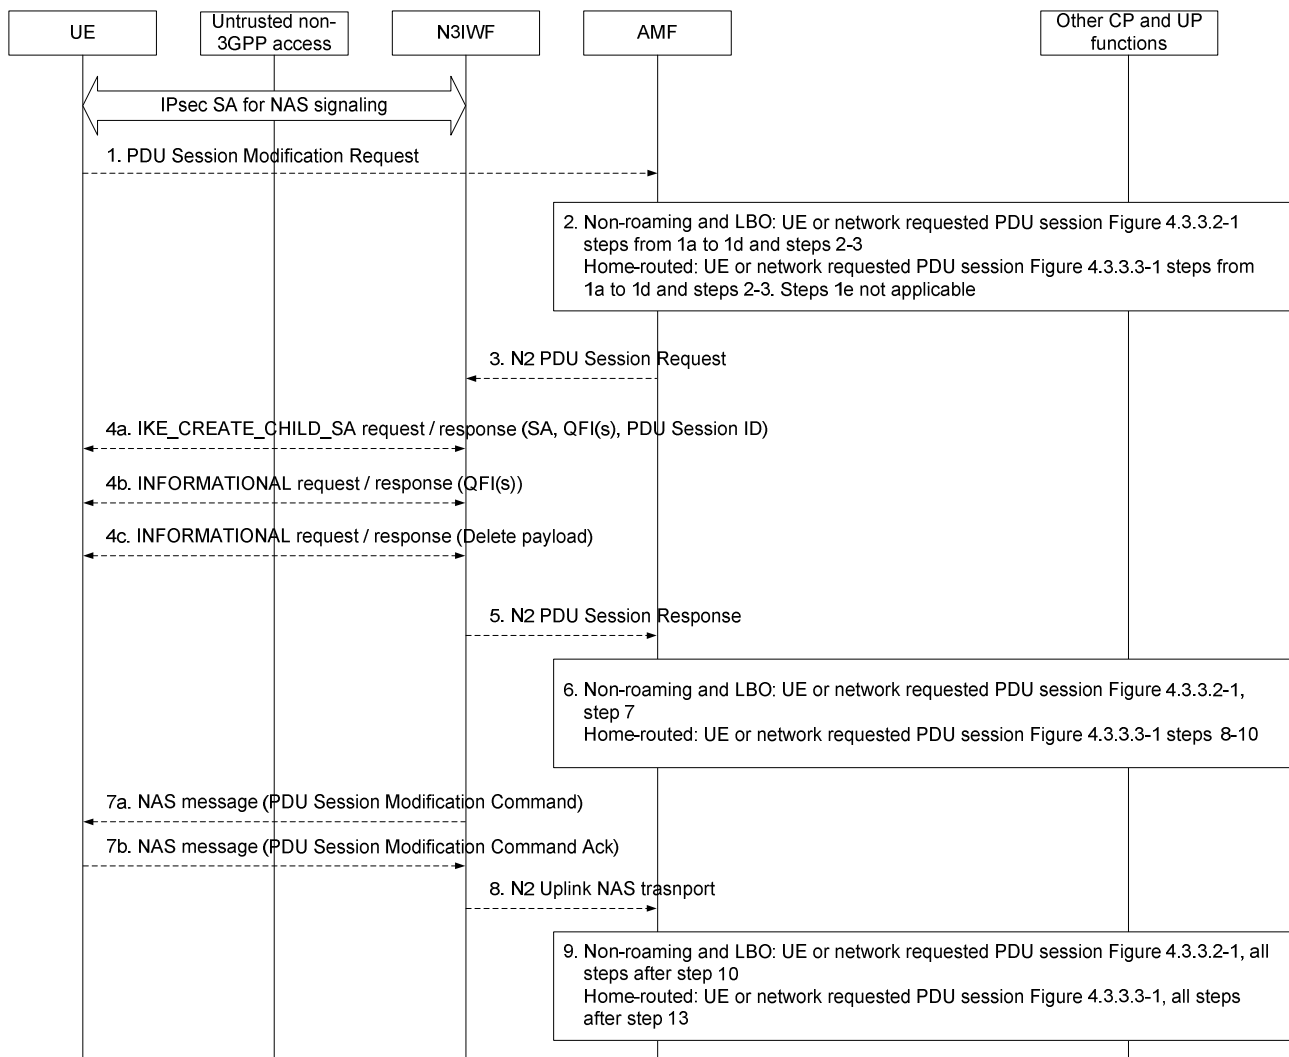 UE
Untrusted non-
3GPP access
N3IWF
AMF
Other CP and UP
functions
IPsec SA for NAS signaling
1. PDU Session Modification Request
2. Non-roaming and LBO: UE or network requested PDU session Figure 4.3.3.2-1
steps from 1a to 1d and steps 2-3
Home-routed: UE or network requested PDU session Figure 4.3.3.3-1 steps from
1a to 1d and steps 2-3. Steps 1e not applicable
3. N2 PDU Session Request
4a. IKE_CREATE_CHILD_SA request / response (SA, QFI(s), PDU Session ID)
4b. INFORMATIONAL request / response (QFI(s))
4c. INFORMATIONAL request / response (Delete payload)
5. N2 PDU Session Response
6. Non-roaming and LBO: UE or network requested PDU session Figure 4.3.3.2-1,
step 7
Home-routed: UE or network requested PDU session Figure 4.3.3.3-1 steps 8-10
7a. NAS message (PDU Session Modification Command)
7b. NAS message (PDU Session Modification Command Ack)
8. N2 Uplink NAS trasnport
9. Non-roaming and LBO: UE or network requested PDU session Figure 4.3.3.2-1, all
steps after step 10
Home-routed: UE or network requested PDU session Figure 4.3.3.3-1, all steps
after step 13